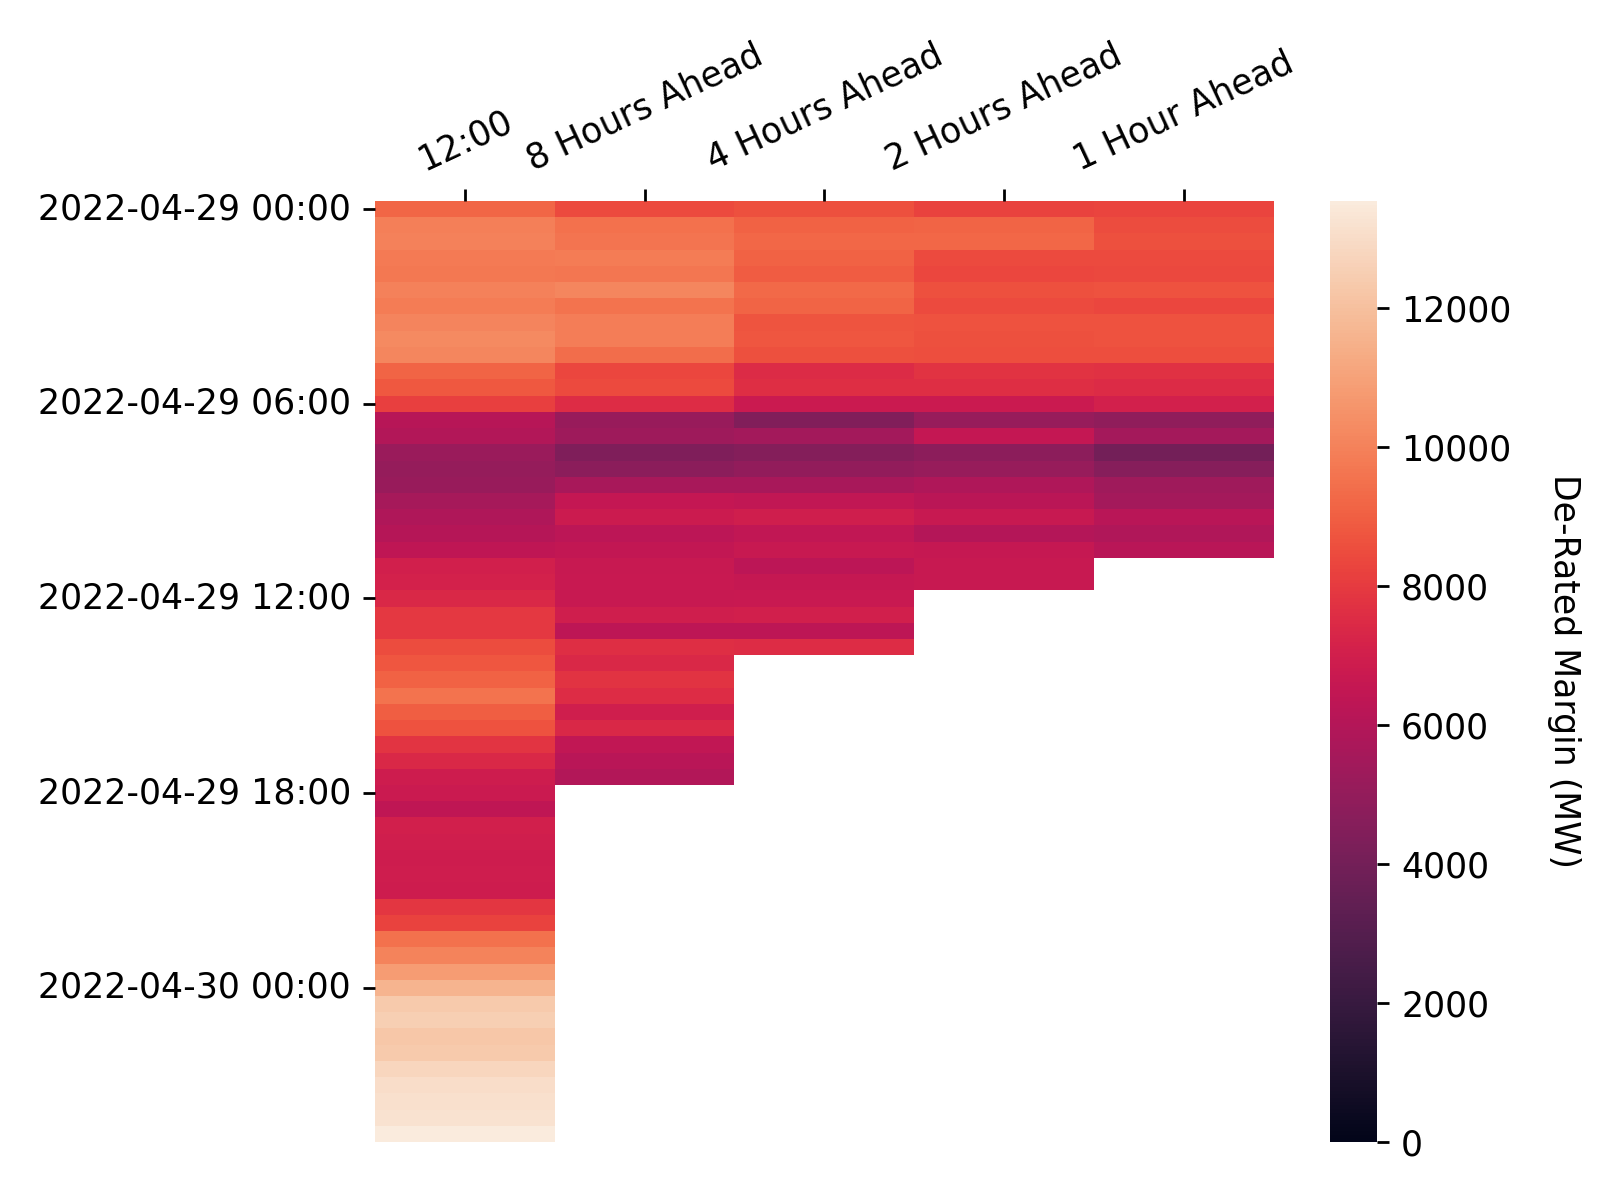 12:00
8 Hours Ahead
4 Hours Ahead
2 Hours Ahead
1 Hour Ahead
2022-04-29 00:00
2022-04-29 06:00
2022-04-29 12:00
2022-04-29 18:00
2022-04-30 00:00
12000
10000
8000
6000
4000
2000
0
De-Rated Margin (MW)